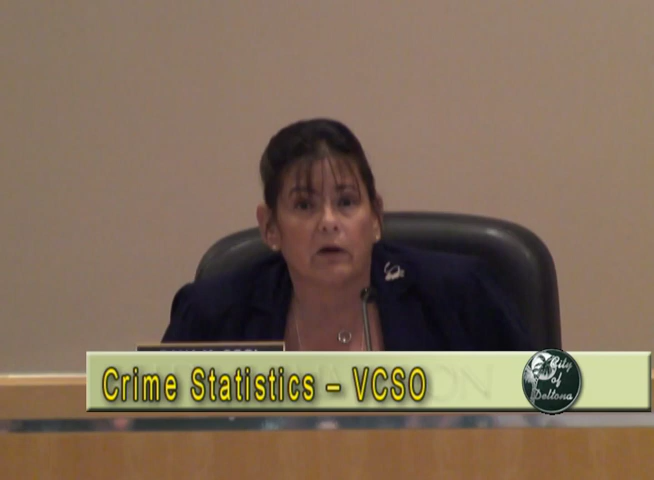 Crime Statistics – VCSO
City
of
Deltona